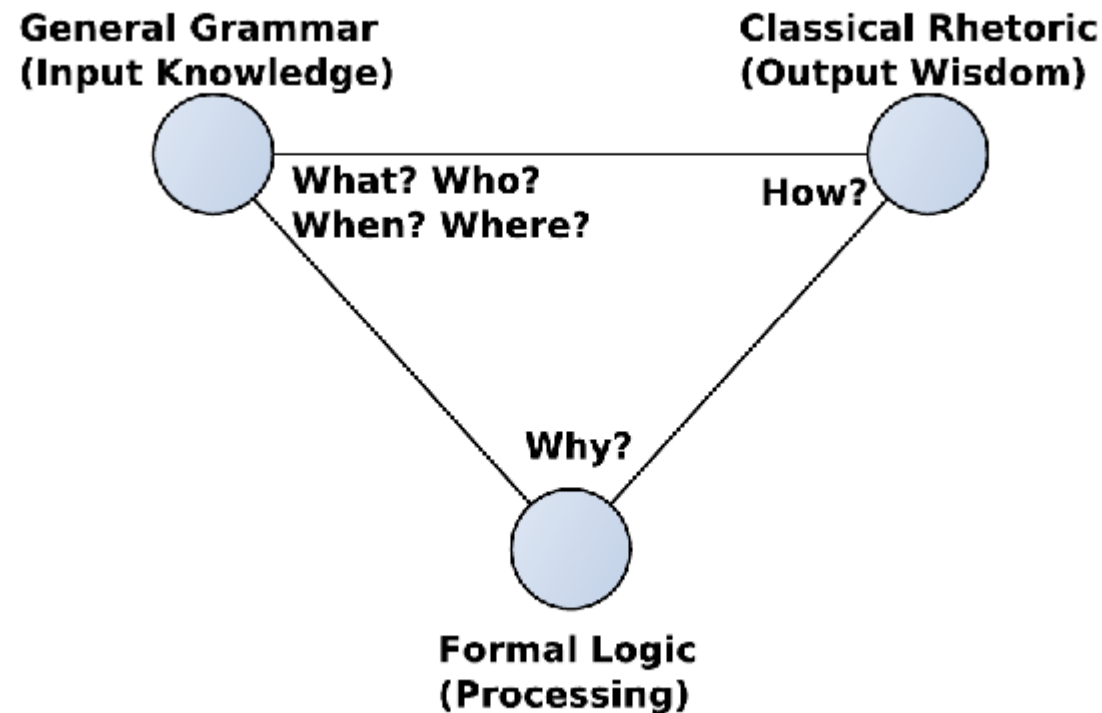 General Grammar
(Input Knowledge)
Classical Rhetoric
(Output Wisdom)
What? Who?
When? Where?
How?
Why?
Formal Logic
(Processing)